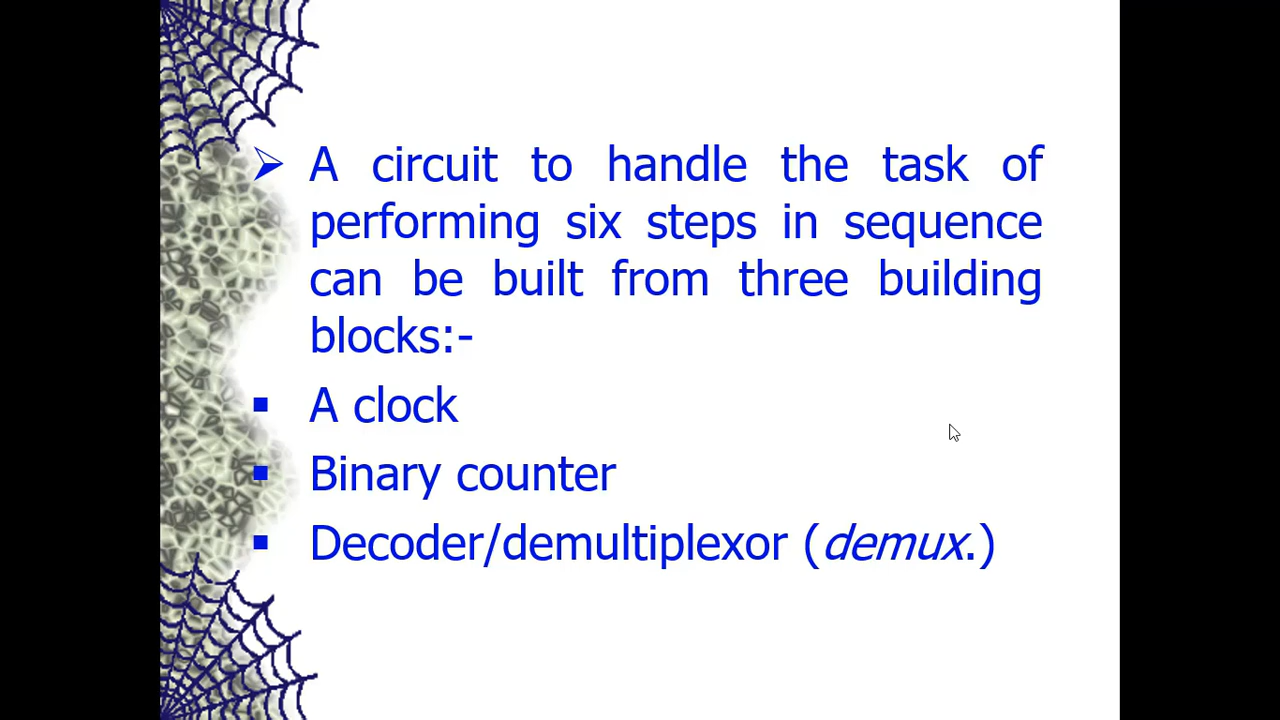 ➢ A circuit to handle the task of
performing six steps in sequence
can be built from three building
blocks:-
▪ A clock
▪ Binary counter
▪ Decoder/demultiplexor (demux.)